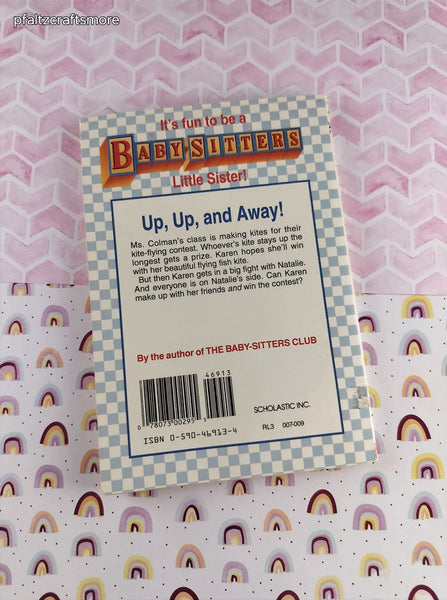 pfaltzcraftsmore
It's fun to be a
BABY-SITTERS
Little Sister!
Up, Up, and Away!
Ms. Colman's class is making kites for their
kite-flying contest. Whoever's kite stays up the
longest gets a prize. Karen hopes she'll win
with her beautiful flying fish kite.
But then Karen gets in a big fight with Natalie.
And everyone is on Natalie's side. Can Karen
make up with her friends and win the contest?
By the author of THE BABY-SITTERS CLUB
46913
0 78073 00295 3
ISBN 0-590-46913-4
SCHOLASTIC INC.
RL3 007-009